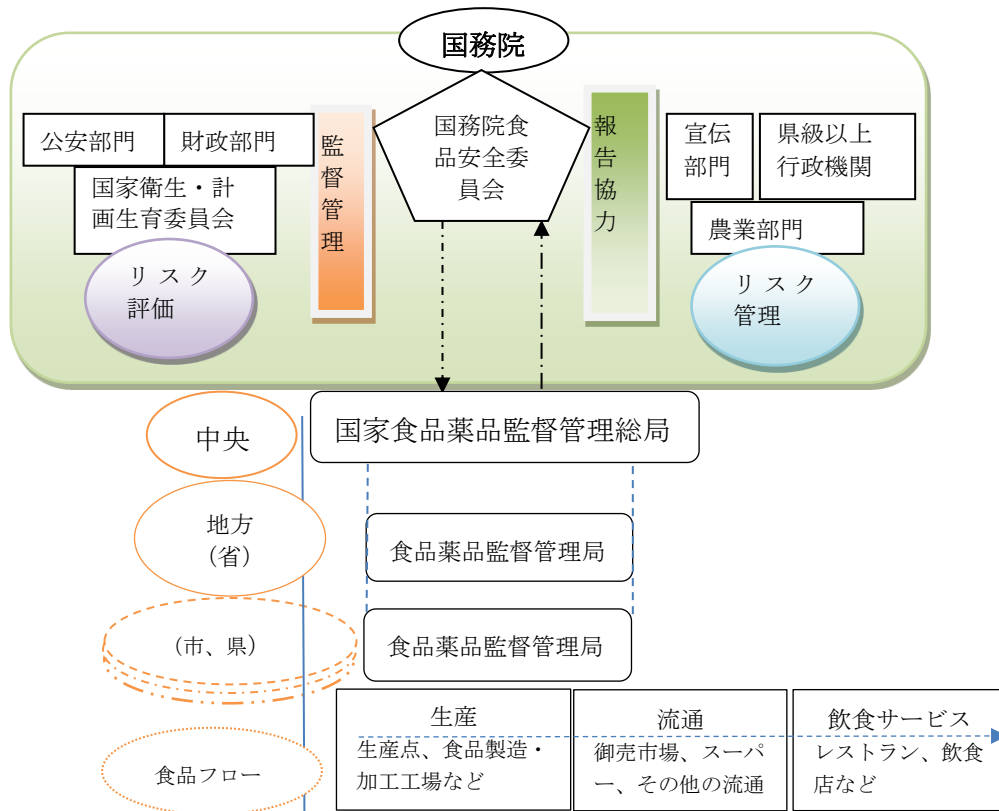 国務院
公安部門
財政部門
国家衛生・計
画生育委員会
リスク
評価
監督管理
国務院食
品安全委
員会
報告協力
宣伝
部門
県級以上
行政機関
農業部門
リスク
管理
中央
国家食品薬品監督管理総局
地方
（省）
食品薬品監督管理局
（市、県）
食品薬品監督管理局
食品フロー
生産
生産点、食品製造・
加工工場など
流通
御売市場、スーパ
ー、その他の流通
飲食サービス
レストラン、飲食
店など